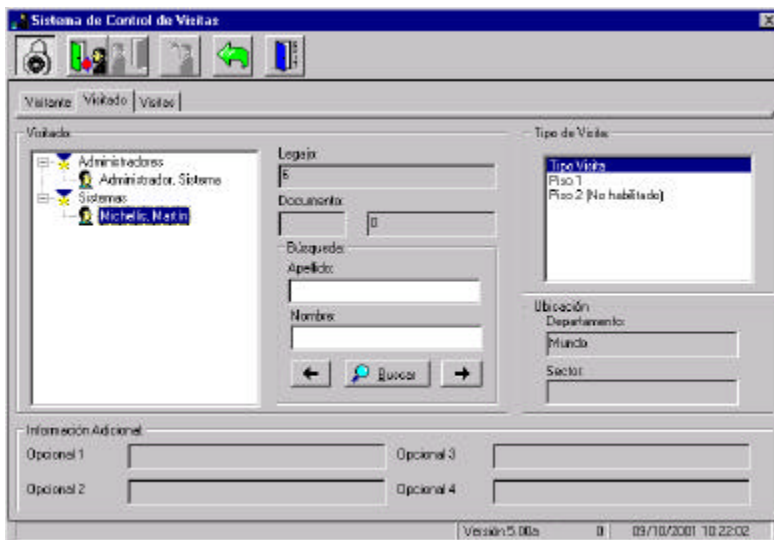 Sistema de Control de Visitas
Visitante Visitado Visitas
Visitado
Administradores
Administrador, Sistema
Sistemas
Michelis, Martín
Legajo:
6
Documento:
0
Búsqueda:
Apellido:
Nombre:
Buscar
Tipo de Visita:
Tipo Visita
Piso 1
Piso 2 (No habilitado)
Ubicación
Departamento:
Mundo
Sector:
Información Adicional:
Opcional 1
Opcional 3
Opcional 2
Opcional 4
Versión 5.00a 0 09/10/2001 10:22:02